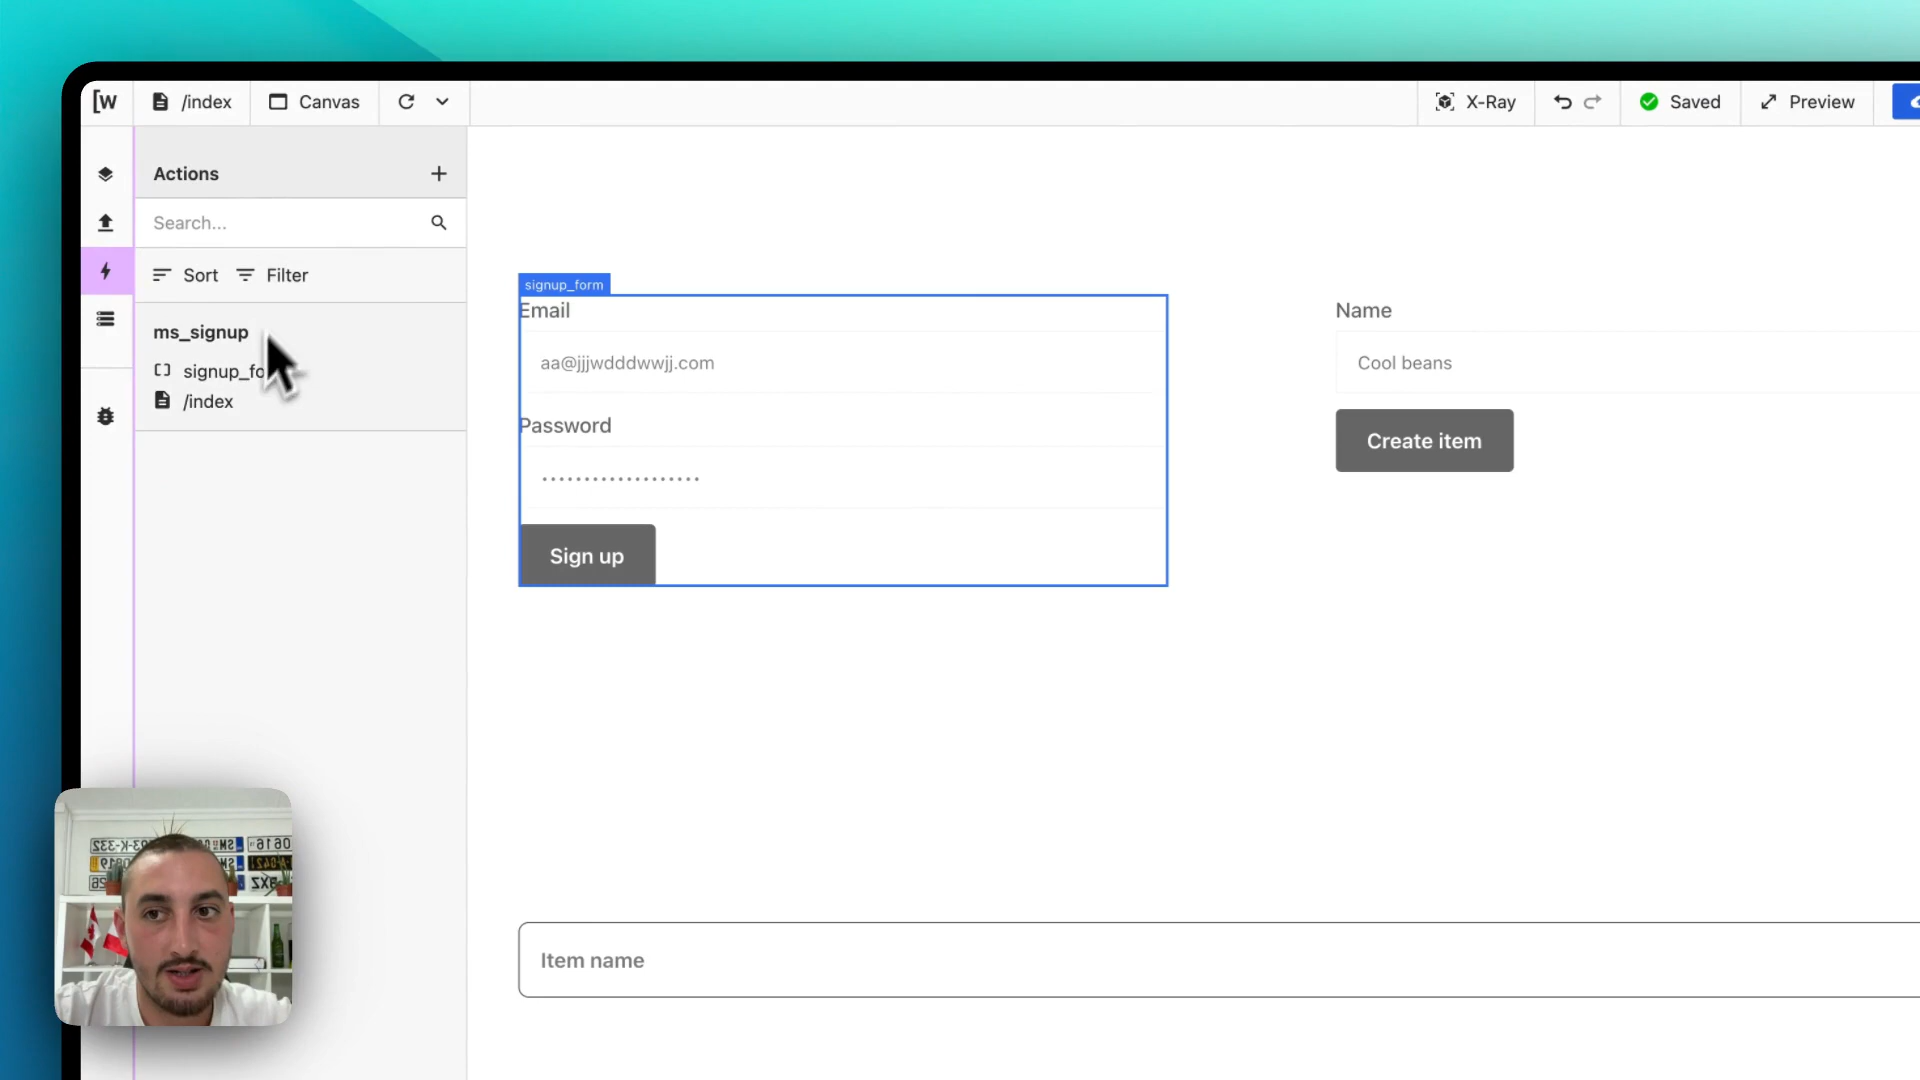 [W
/index
Canvas
X-Ray
Saved
Preview
Actions
Search...
Sort
Filter
ms_signup
signup_fo
/index
signup_form
Email
aa@jjjwdddwwjj.com
Password
Sign up
Name
Cool beans
Create item
Item name